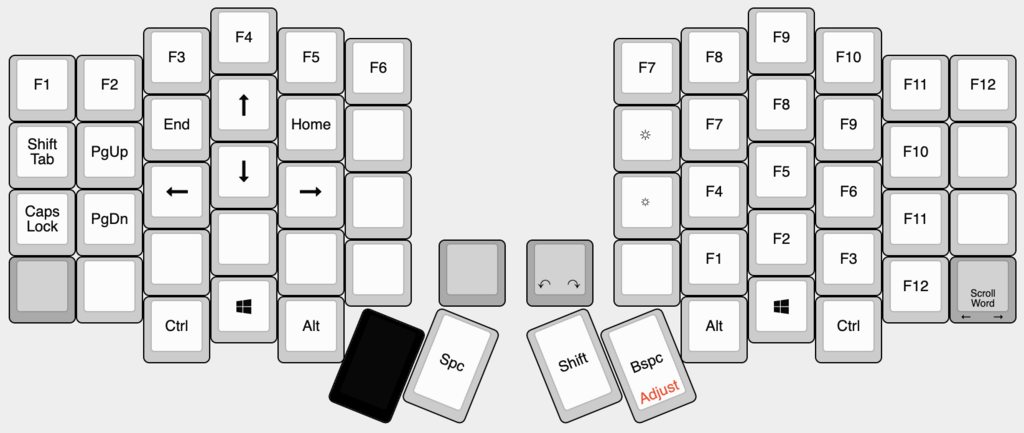 F1
F2
F3
F4
F5
F6
F7
F8
F9
F10
F11
F12
Shift
Tab
PgUp
End
↑
Home
F7
F8
F9
F10
Caps
Lock
PgDn
←
↓
→
F4
F5
F6
F11
F1
F2
F3
F12
Scroll
Word
← →
Ctrl
Alt
Spc
Shift
Bspc
Adjust
Alt
Ctrl